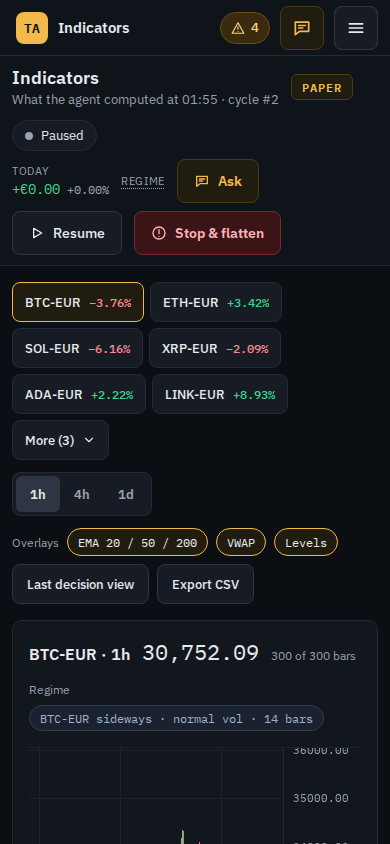 TA Indicators 4
Indicators
What the agent computed at 01:55 · cycle #2
PAPER
Paused
TODAY
+€0.00 +0.00%
REGIME
Ask
Resume
Stop & flatten
BTC-EUR −3.76%
ETH-EUR +3.42%
SOL-EUR −6.16%
XRP-EUR −2.09%
ADA-EUR +2.22%
LINK-EUR +8.93%
More (3)
1h 4h 1d
Overlays EMA 20 / 50 / 200 VWAP Levels
Last decision view
Export CSV
BTC-EUR · 1h 30,752.09 300 of 300 bars
Regime
BTC-EUR sideways · normal vol · 14 bars
36000.00
35000.00